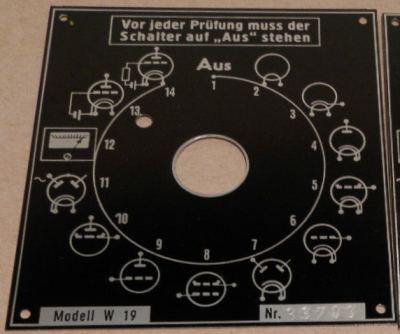 Vor jeder Prüfung muss der
Schalter auf „Aus" stehen
Aus
1
2
3
4
5
6
7
8
9
10
11
12
13
14
Modell W 19
Nr.